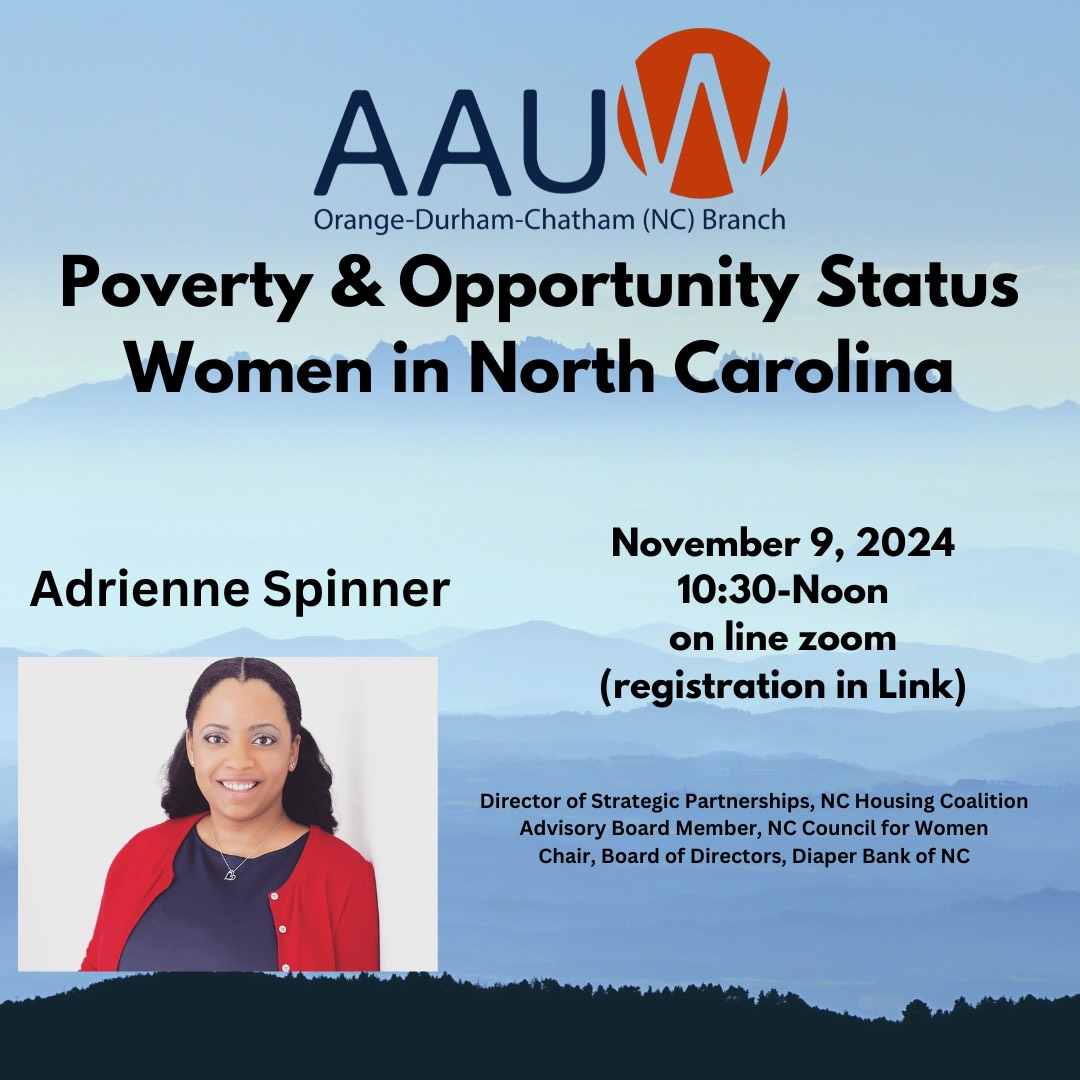 AAUW
Orange-Durham-Chatham (NC) Branch
Poverty & Opportunity Status
Women in North Carolina
Adrienne Spinner
November 9, 2024
10:30-Noon
on line zoom
(registration in Link)
Director of Strategic Partnerships, NC Housing Coalition
Advisory Board Member, NC Council for Women
Chair, Board of Directors, Diaper Bank of NC